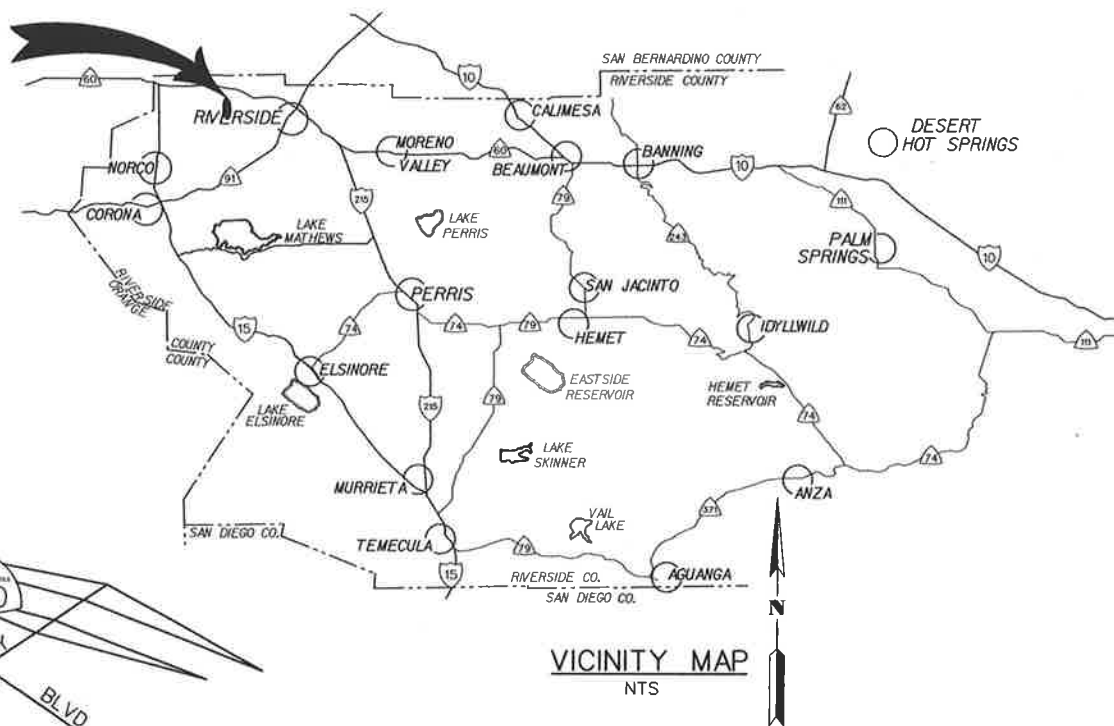 SAN BERNARDINO COUNTY
RIVERSIDE COUNTY
60
10
CALIMESA
62
RIVERSIDE
DESERT
HOT SPRINGS
MORENO
VALLEY
60
BEAUMONT
BANNING
10
NORCO
91
79
111
CORONA
215
LAKE
MATHEWS
LAKE
PERRIS
243
PALM
SPRINGS
10
RIVERSIDE
ORANGE
SAN JACINTO
PERRIS
15
74
74
79
HEMET
74
IDYLLWILD
111
COUNTY
COUNTY
ELSINORE
EASTSIDE
RESERVOIR
HEMET
RESERVOIR
LAKE
ELSINORE
215
79
74
LAKE
SKINNER
74
MURRIETA
ANZA
371
VAIL
LAKE
SAN DIEGO CO.
TEMECULA
79
15
RIVERSIDE CO.
SAN DIEGO CO.
AGUANGA
N
VICINITY MAP
NTS
Y
BLVD